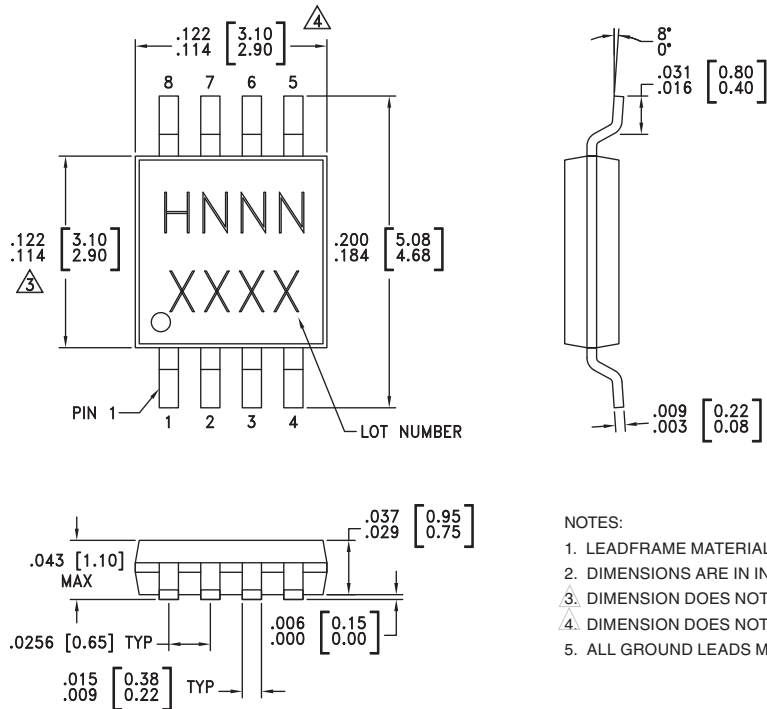 .122 [3.10]
.114 [2.90]
4
8 7 6 5
8°
0°
.031 [0.80]
.016 [0.40]
HNNN
XXXX
.122 [3.10]
.114 [2.90]
3
.200 [5.08]
.184 [4.68]
PIN 1
1 2 3 4
LOT NUMBER
.009 [0.22]
.003 [0.08]
.043 [1.10]
MAX
.037 [0.95]
.029 [0.75]
.0256 [0.65] TYP
.006 [0.15]
.000 [0.00]
.015 [0.38]
.009 [0.22]
TYP
NOTES:
1. LEADFRAME MATERIAL
2. DIMENSIONS ARE IN IN
3. DIMENSION DOES NOT
4. DIMENSION DOES NOT
5. ALL GROUND LEADS M